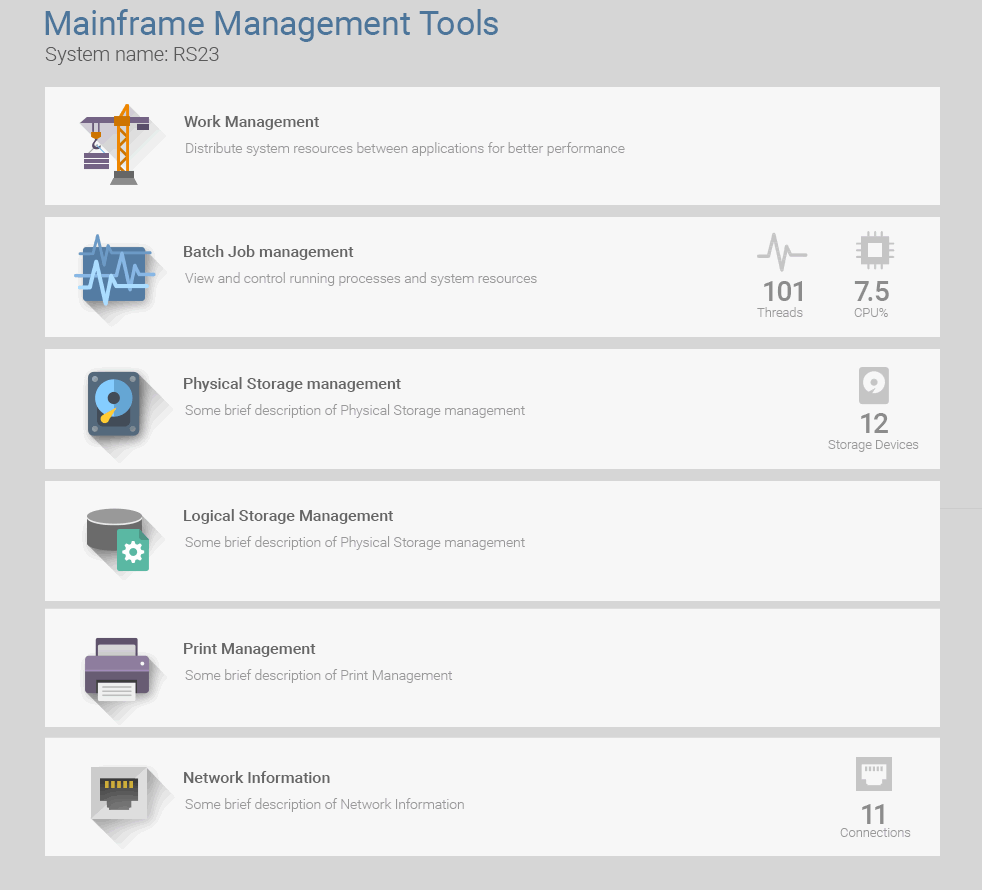 Mainframe Management Tools
System name: RS23
Work Management
Distribute system resources between applications for better performance
Batch Job management
View and control running processes and system resources
101
Threads
7.5
CPU%
Physical Storage management
Some brief description of Physical Storage management
12
Storage Devices
Logical Storage Management
Some brief description of Physical Storage management
Print Management
Some brief description of Print Management
Network Information
Some brief description of Network Information
11
Connections